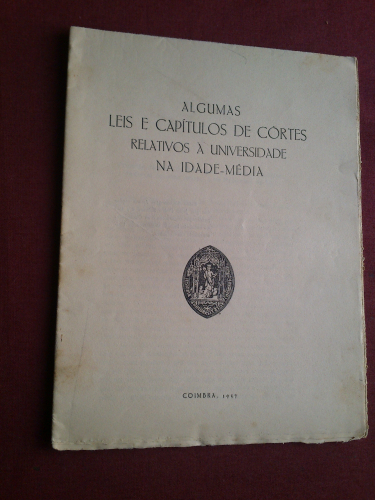 ALGUMAS
LEIS E CAPÍTULOS DE CÔRTES
RELATIVOS À UNIVERSIDADE
NA IDADE-MÉDIA
COIMBRA,